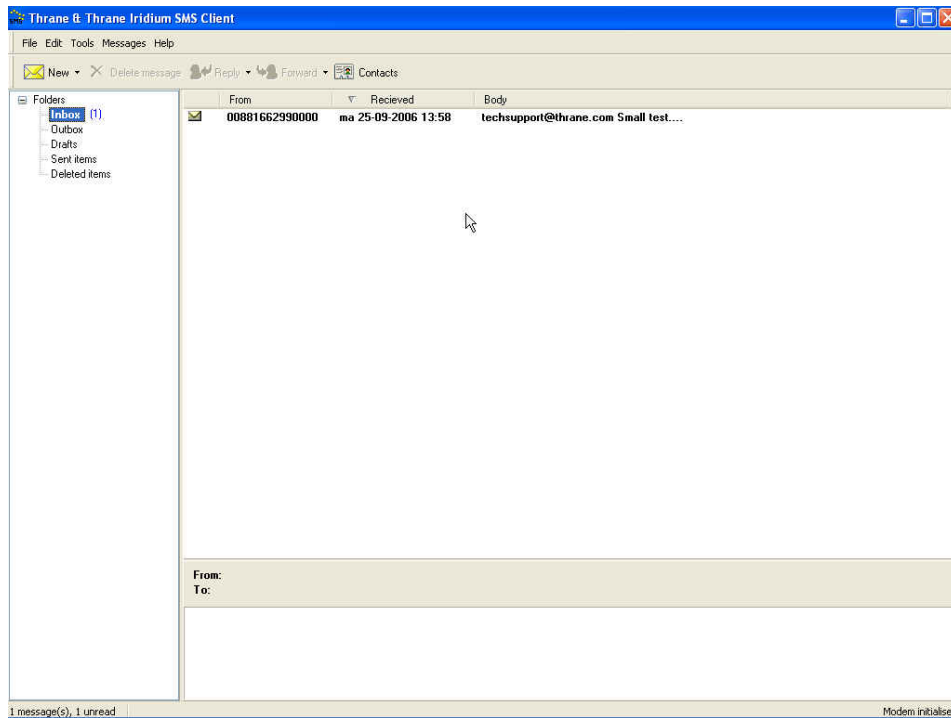 Thrane & Thrane Iridium SMS Client
File Edit Tools Messages Help
New Delete message Reply Forward Contacts
Folders
Inbox (1)
Outbox
Drafts
Sent items
Deleted items
From Recieved Body
00881662990000 ma 25-09-2006 13:58 techsupport@thrane.com Small test....
From:
To:
1 message(s), 1 unread Modem initialise